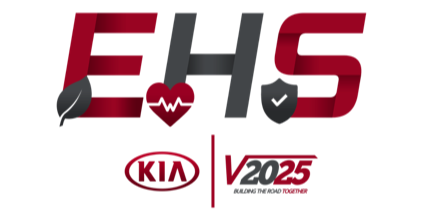 EHS
KIA
V2025
BUILDING THE ROAD TOGETHER